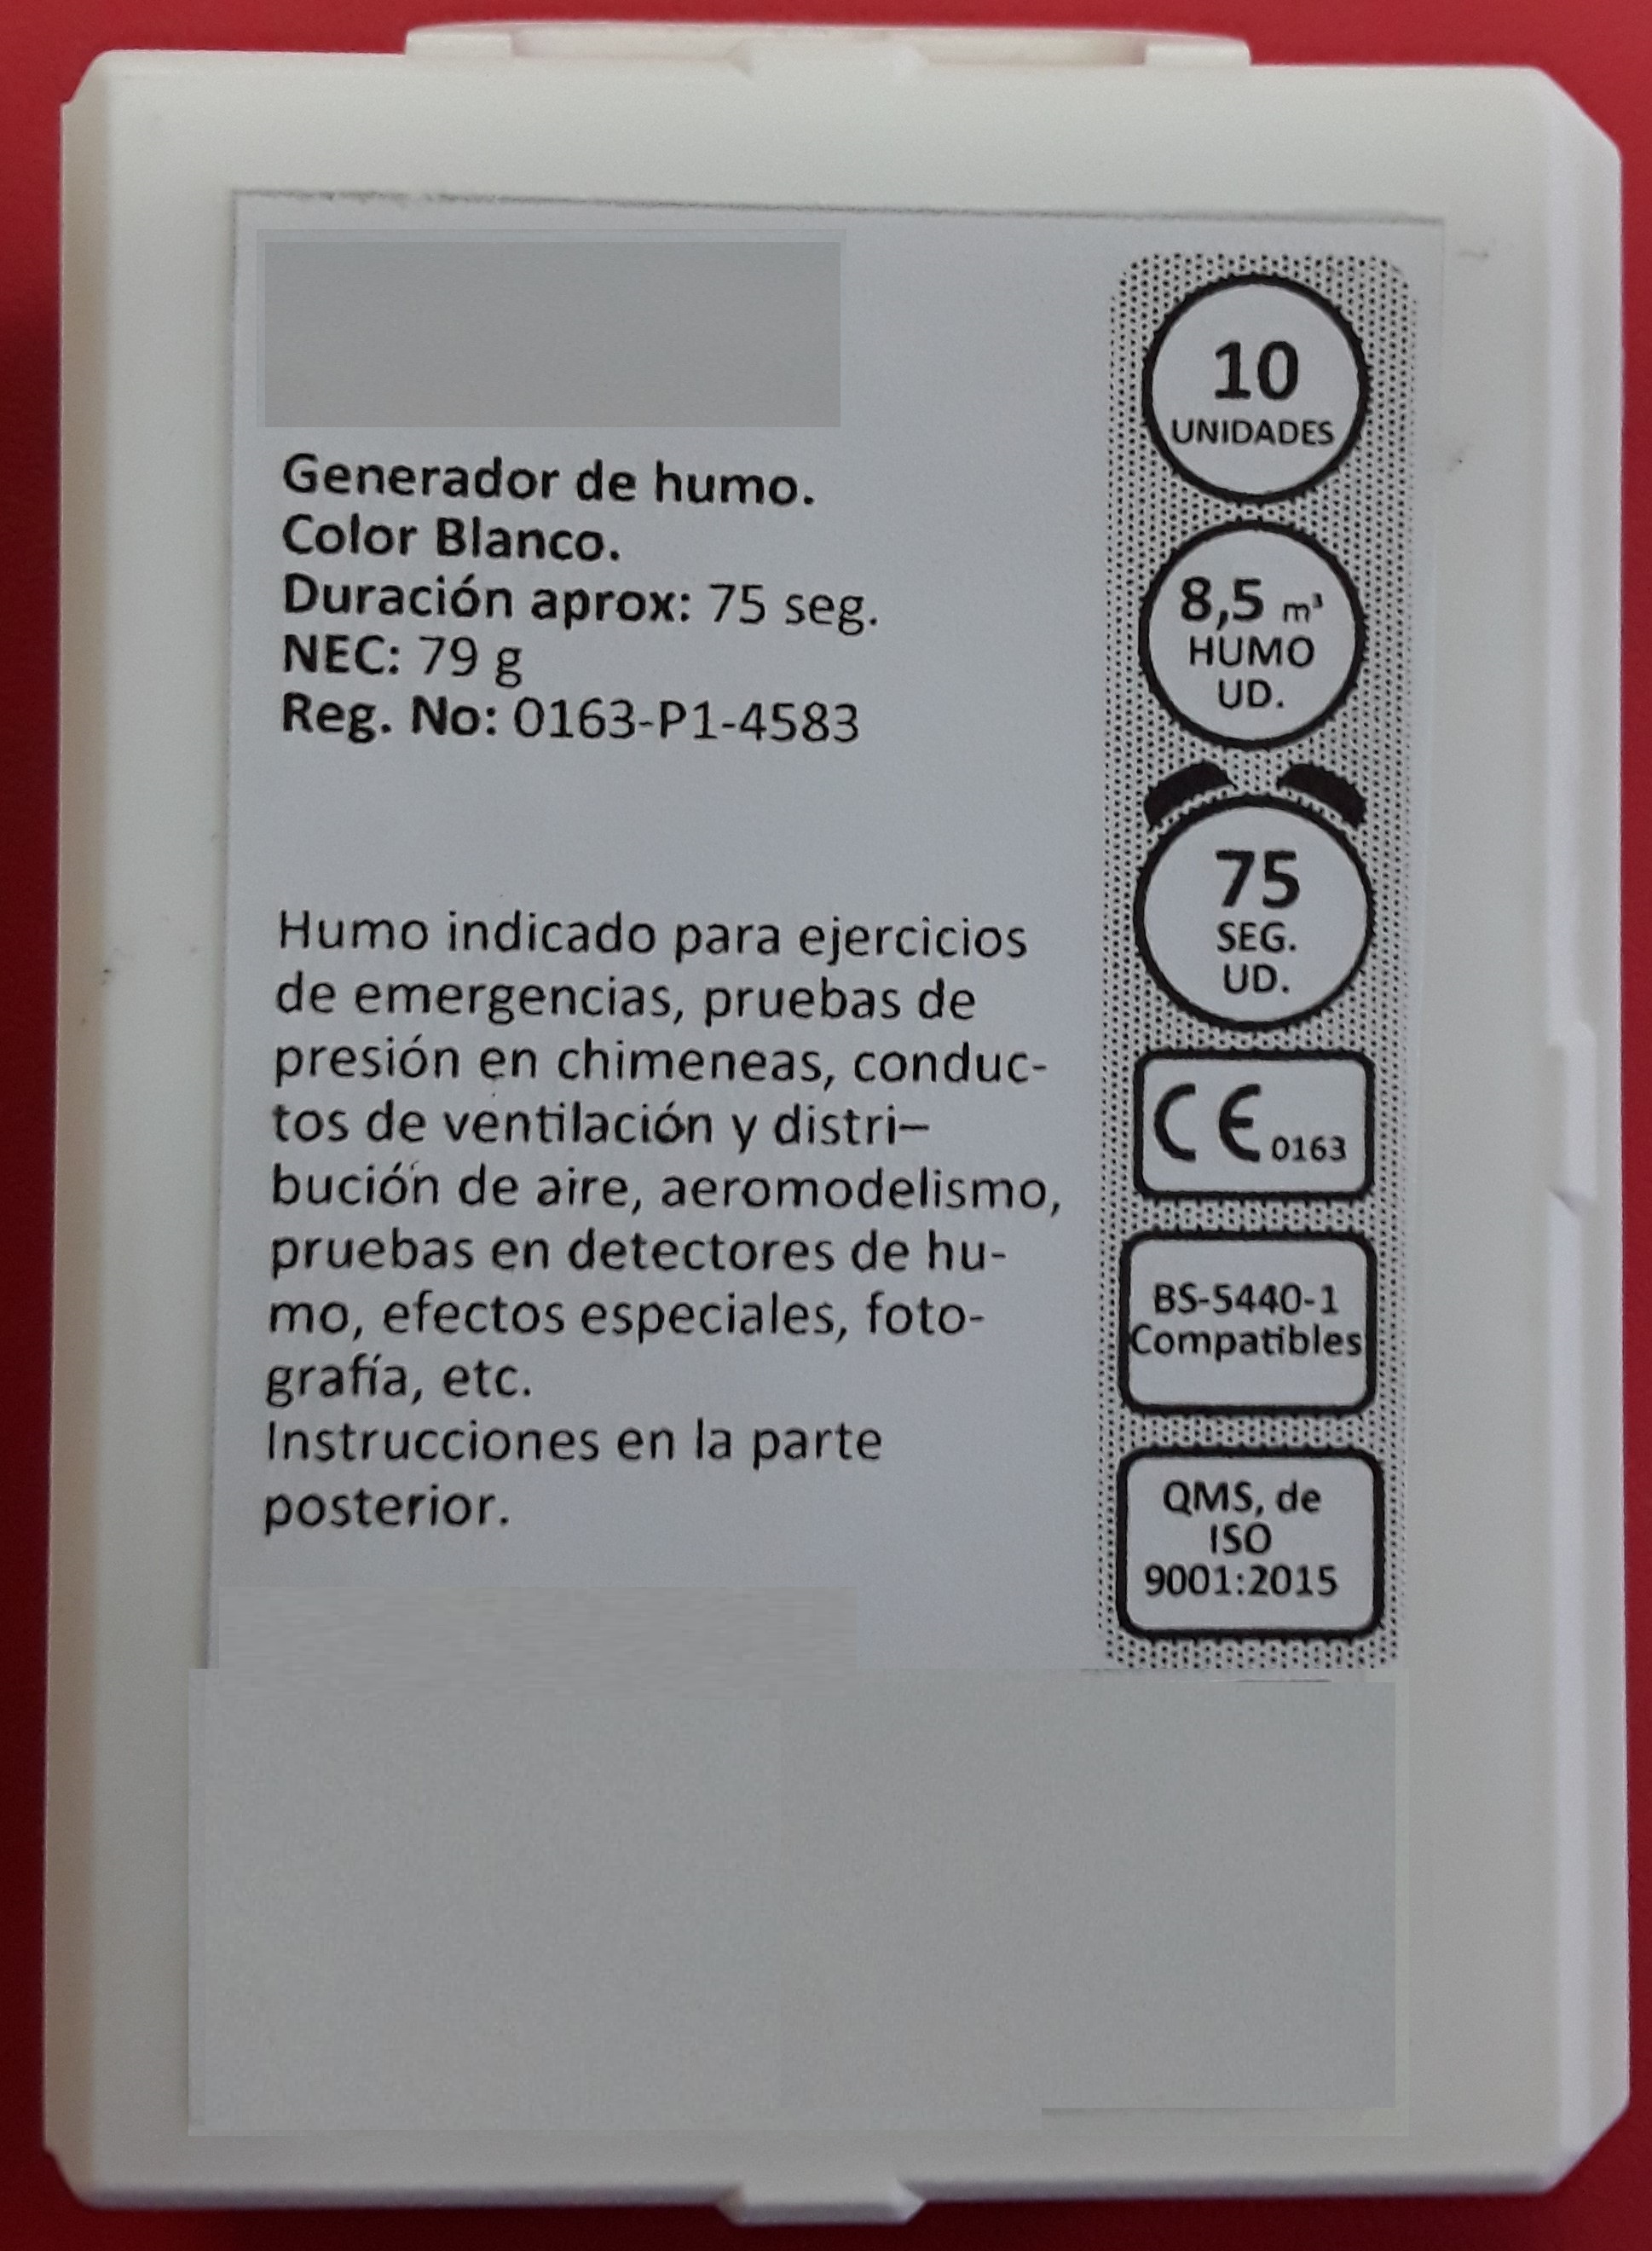 Generador de humo.
Color Blanco.
Duración aprox: 75 seg.
NEC: 79 g
Reg. No: 0163-P1-4583
Humo indicado para ejercicios
de emergencias, pruebas de
presión en chimeneas, conduc-
tos de ventilación y distri–
bución de aire, aeromodelismo,
pruebas en detectores de hu-
mo, efectos especiales, foto-
grafía, etc.
Instrucciones en la parte
posterior.
10
UNIDADES
8,5 m³
HUMO
UD.
75
SEG.
UD.
CE 0163
BS-5440-1
Compatibles
QMS, de
ISO
9001:2015